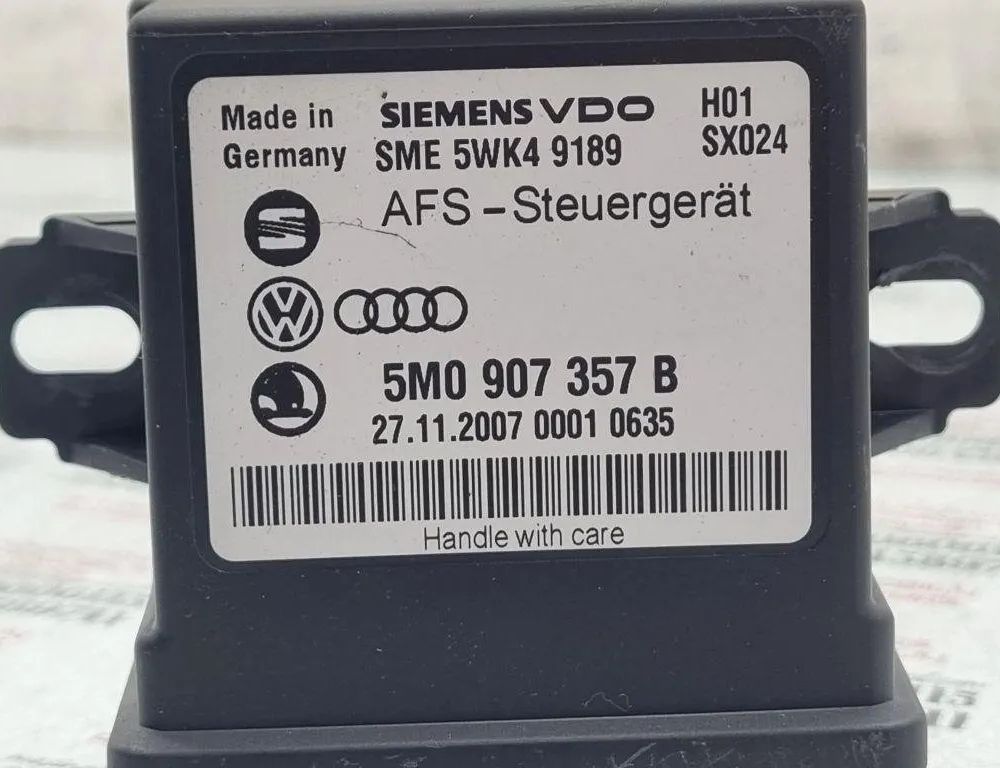 Made in Germany
SIEMENS VDO
SME 5WK4 9189
H01
SX024
AFS - Steuergerät
5M0 907 357 B
27.11.2007 0001 0635
Handle with care